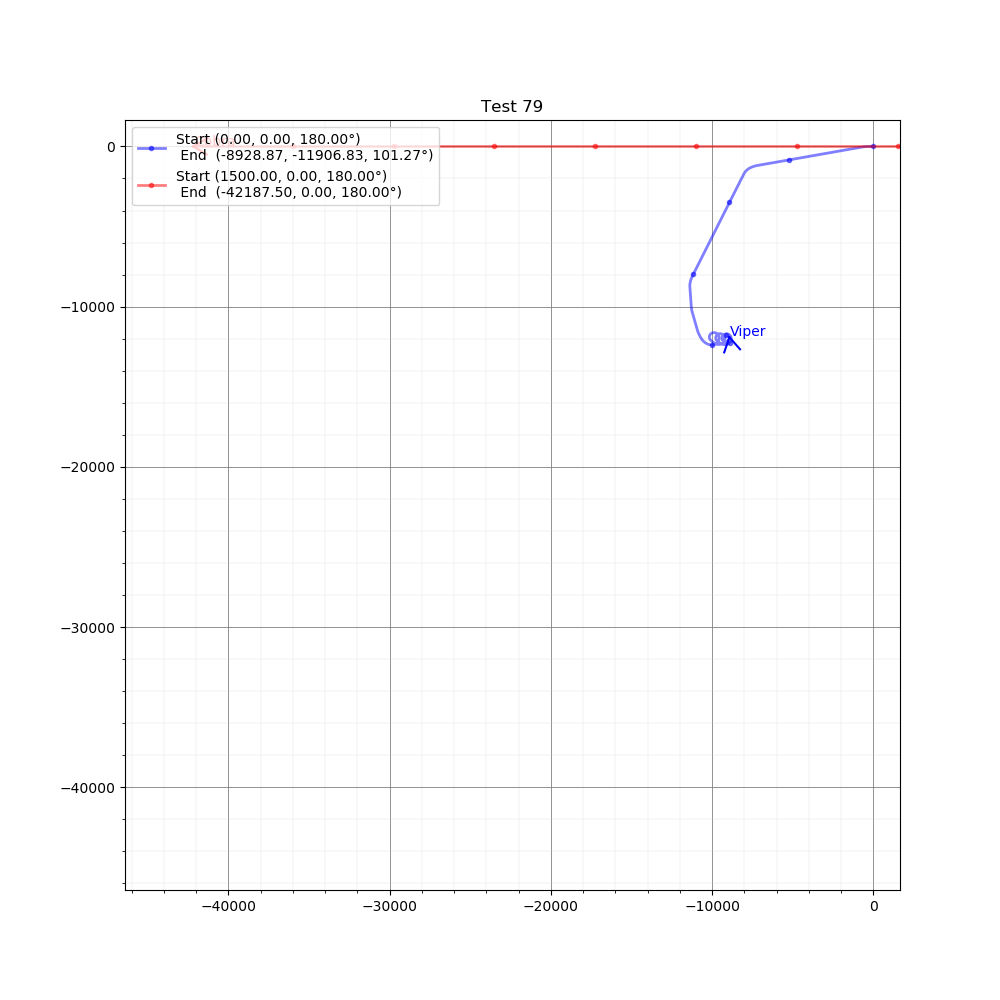 Test 79
Start (0.00, 0.00, 180.00°)
End (-8928.87, -11906.83, 101.27°)
Start (1500.00, 0.00, 180.00°)
End (-42187.50, 0.00, 180.00°)
Viper
0
−10000
−20000
−30000
−40000
−40000
−30000
−20000
−10000
0